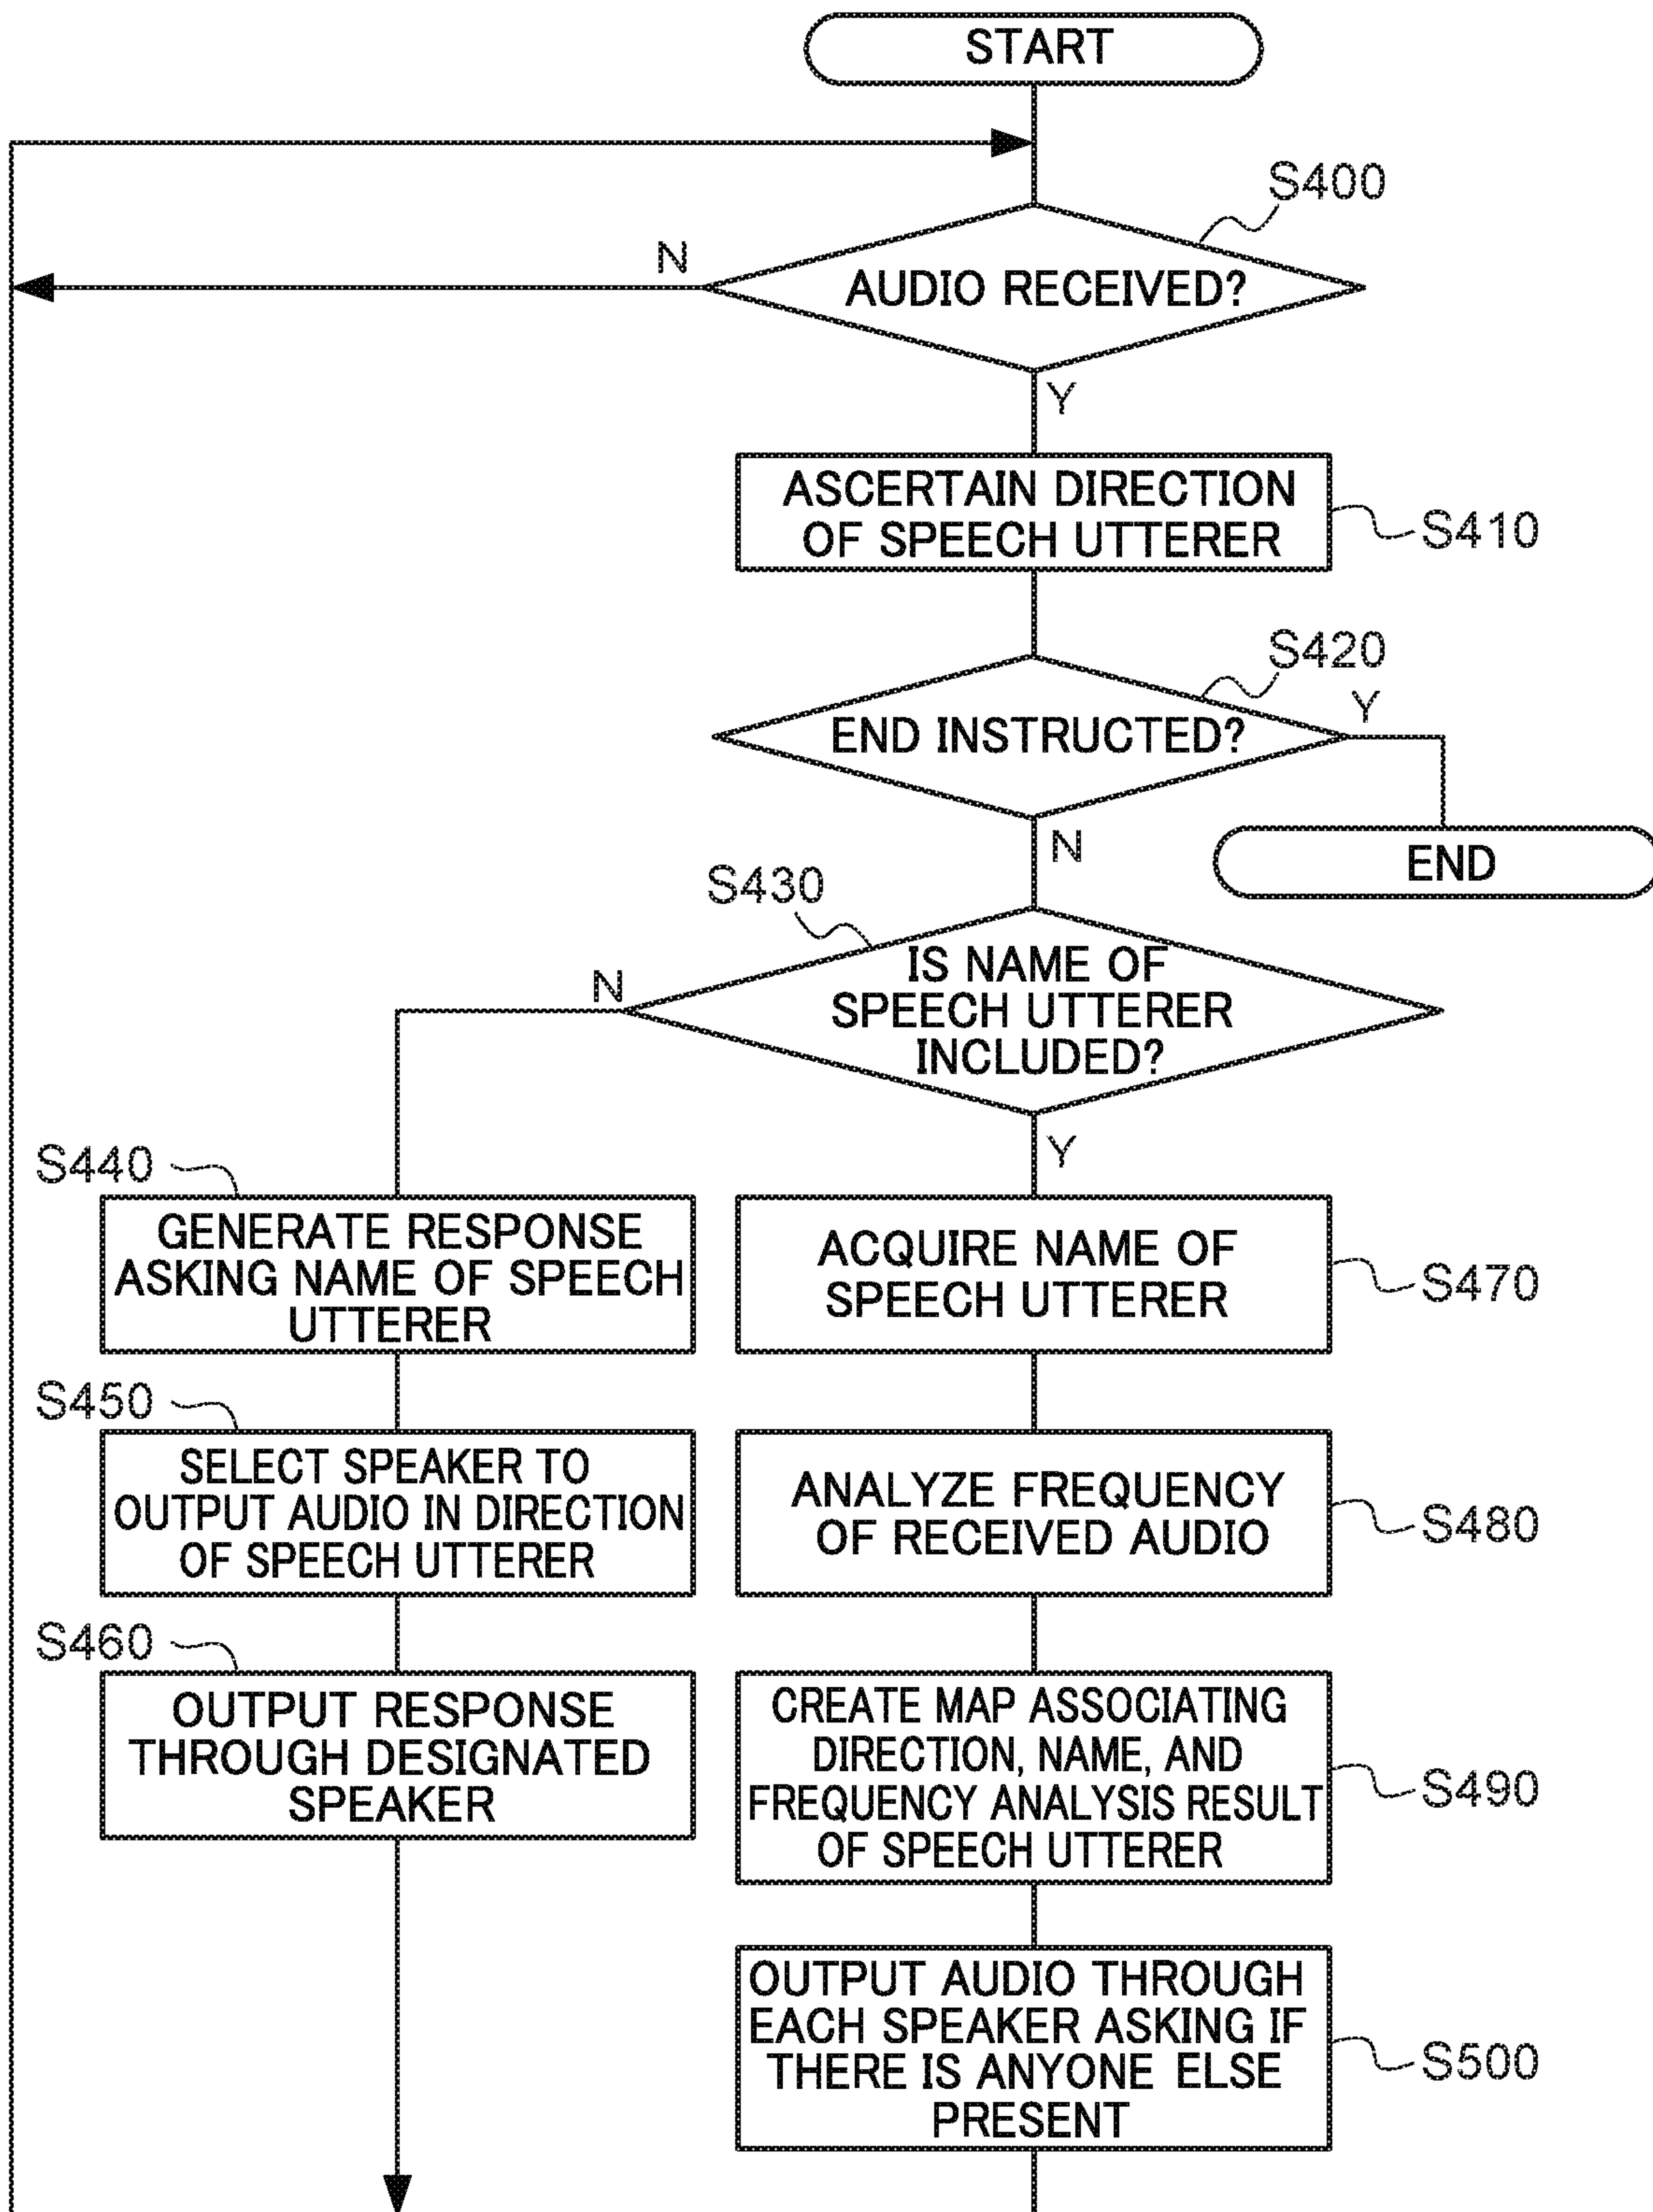 START
S400
N
AUDIO RECEIVED?
Y
ASCERTAIN DIRECTION
OF SPEECH UTTERER
S410
S420
Y
END INSTRUCTED?
N
END
S430
N
IS NAME OF
SPEECH UTTERER
INCLUDED?
Y
S440
GENERATE RESPONSE
ASKING NAME OF SPEECH
UTTERER
S450
SELECT SPEAKER TO
OUTPUT AUDIO IN DIRECTION
OF SPEECH UTTERER
S460
OUTPUT RESPONSE
THROUGH DESIGNATED
SPEAKER
ACQUIRE NAME OF
SPEECH UTTERER
S470
ANALYZE FREQUENCY
OF RECEIVED AUDIO
S480
CREATE MAP ASSOCIATING
DIRECTION, NAME, AND
FREQUENCY ANALYSIS RESULT
OF SPEECH UTTERER
S490
OUTPUT AUDIO THROUGH
EACH SPEAKER ASKING IF
THERE IS ANYONE ELSE
PRESENT
S500